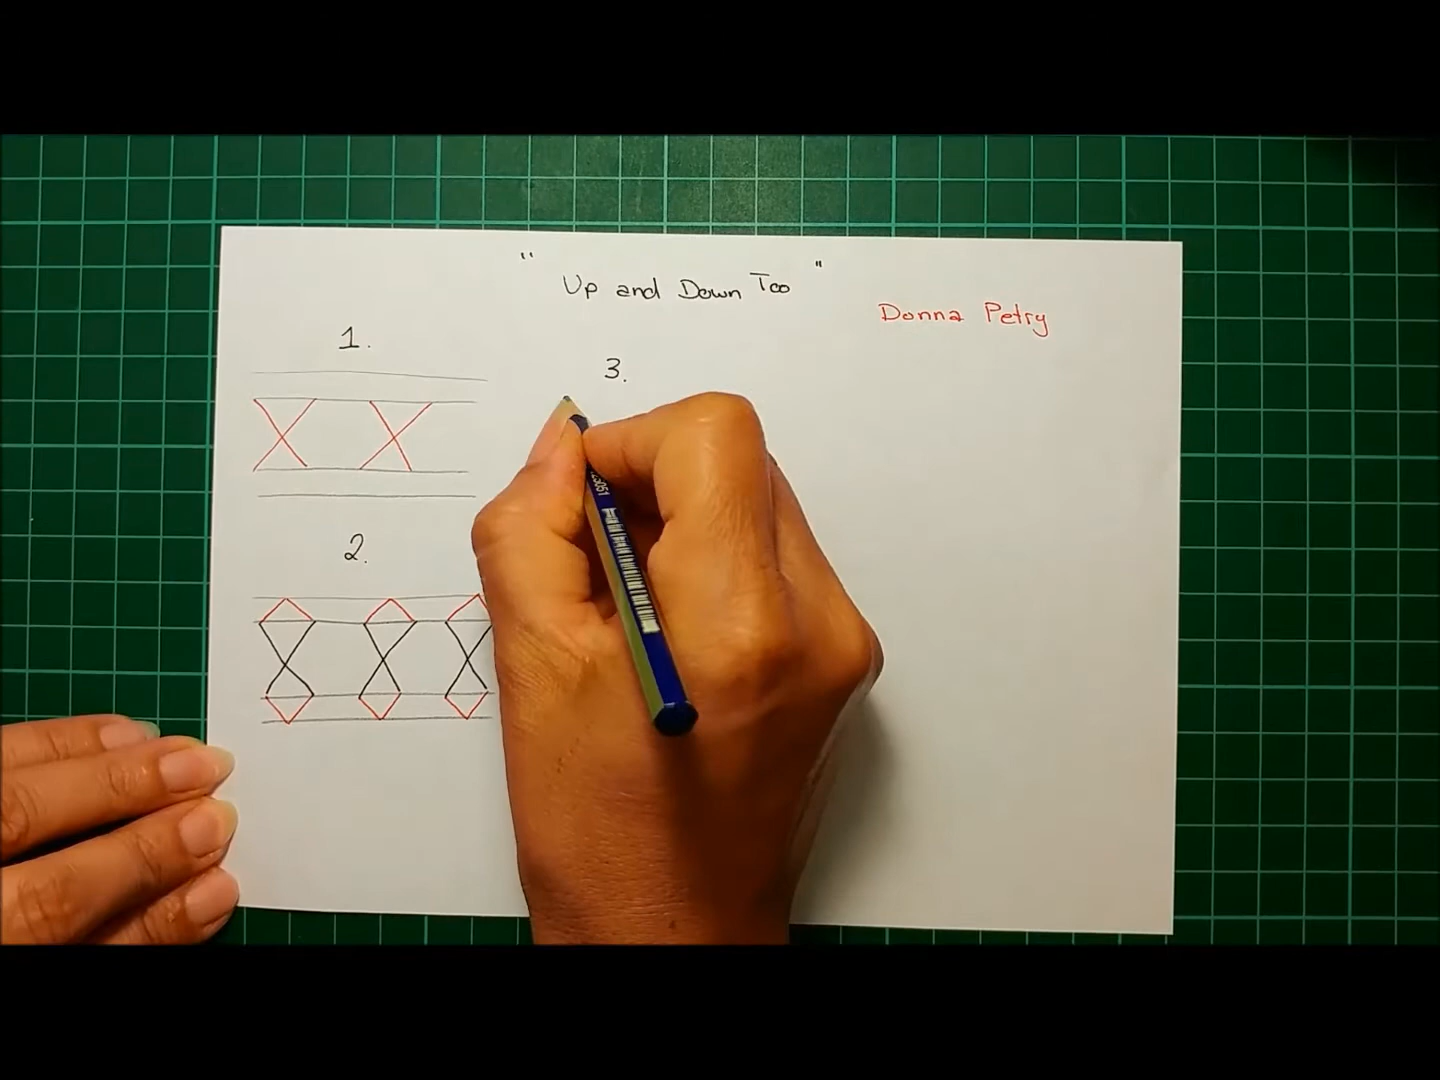 " Up and Down Too "
Donna Petry
1.
2.
3.